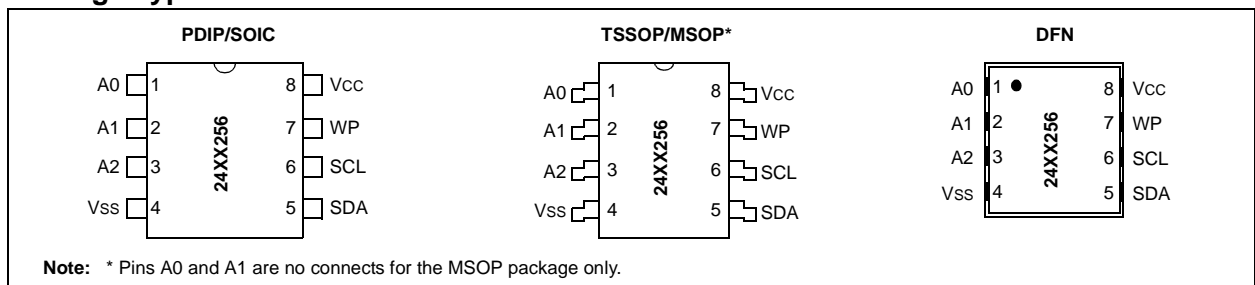 PDIP/SOIC
A0 1 8 VCC
A1 2 7 WP
A2 3 6 SCL
VSS 4 5 SDA
24XX256
TSSOP/MSOP*
A0 1 8 VCC
A1 2 7 WP
A2 3 6 SCL
VSS 4 5 SDA
24XX256
DFN
A0 1 8 VCC
A1 2 7 WP
A2 3 6 SCL
VSS 4 5 SDA
24XX256
Note: * Pins A0 and A1 are no connects for the MSOP package only.